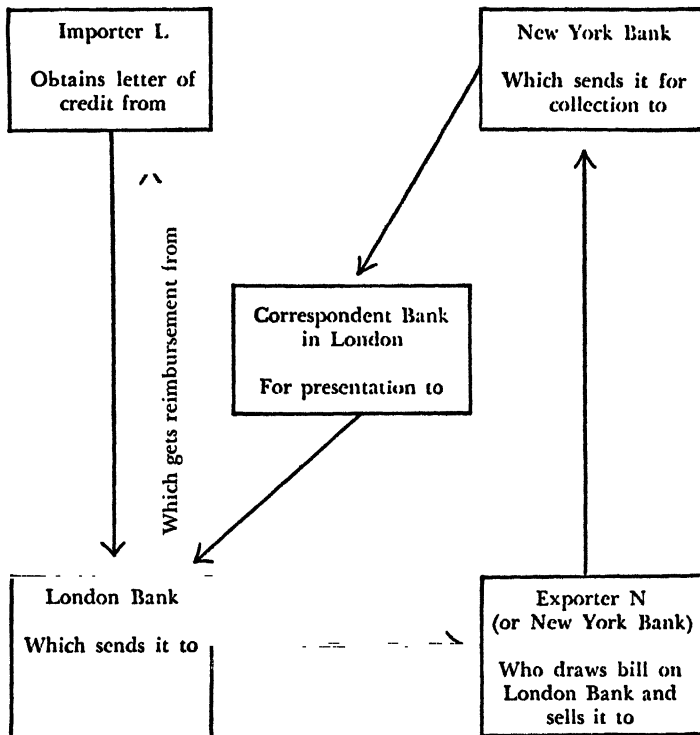 Importer L
Obtains letter of
credit from
New York Bank
Which sends it for
collection to
Which gets reimbursement from
Correspondent Bank
in London
For presentation to
London Bank
Which sends it to
Exporter N
(or New York Bank)
Who draws bill on
London Bank and
sells it to